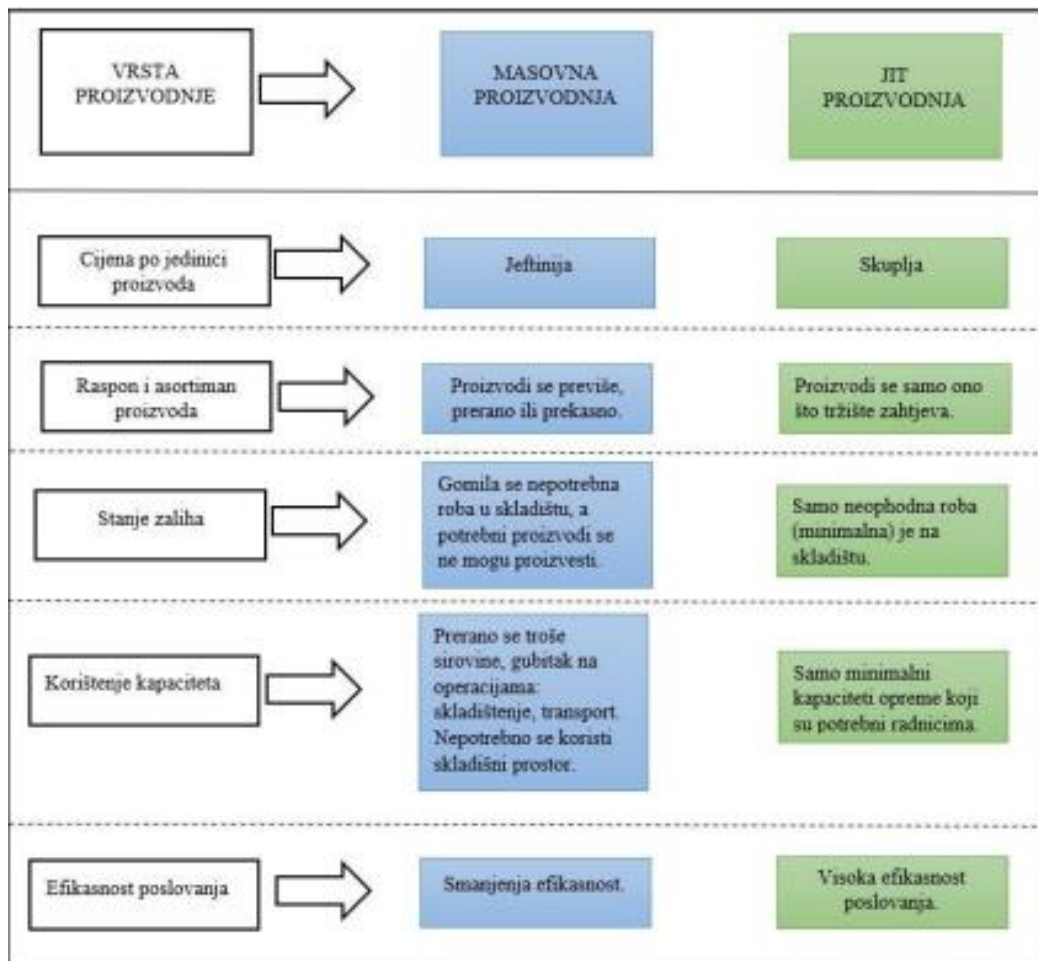 VRSTA
PROIZVODNJE
MASOVNA
PROIZVODNJA
JIT
PROIZVODNJA
Cijena po jedinici
proizvoda
Jeftinija
Skuplja
Raspon i asortiman
proizvoda
Proizvodi se previše,
prerano ili prekasno.
Proizvodi se samo ono
što tržište zahtjeva.
Stanje zaliha
Gomila se nepotrebna
roba u skladištu, a
potrebni proizvodi se
ne mogu proizvesti.
Samo neophodna roba
(minimalna) je na
skladištu.
Korištenje kapaciteta
Prerano se troše
sirovine, gubitak na
operacijama:
skladištenje, transport.
Nepotrebno se koristi
skladišni prostor.
Samo minimalni
kapaciteti opreme koji
su potrebni radnicima.
Efikasnost poslovanja
Smanjenja efikasnost.
Visoka efikasnost
poslovanja.